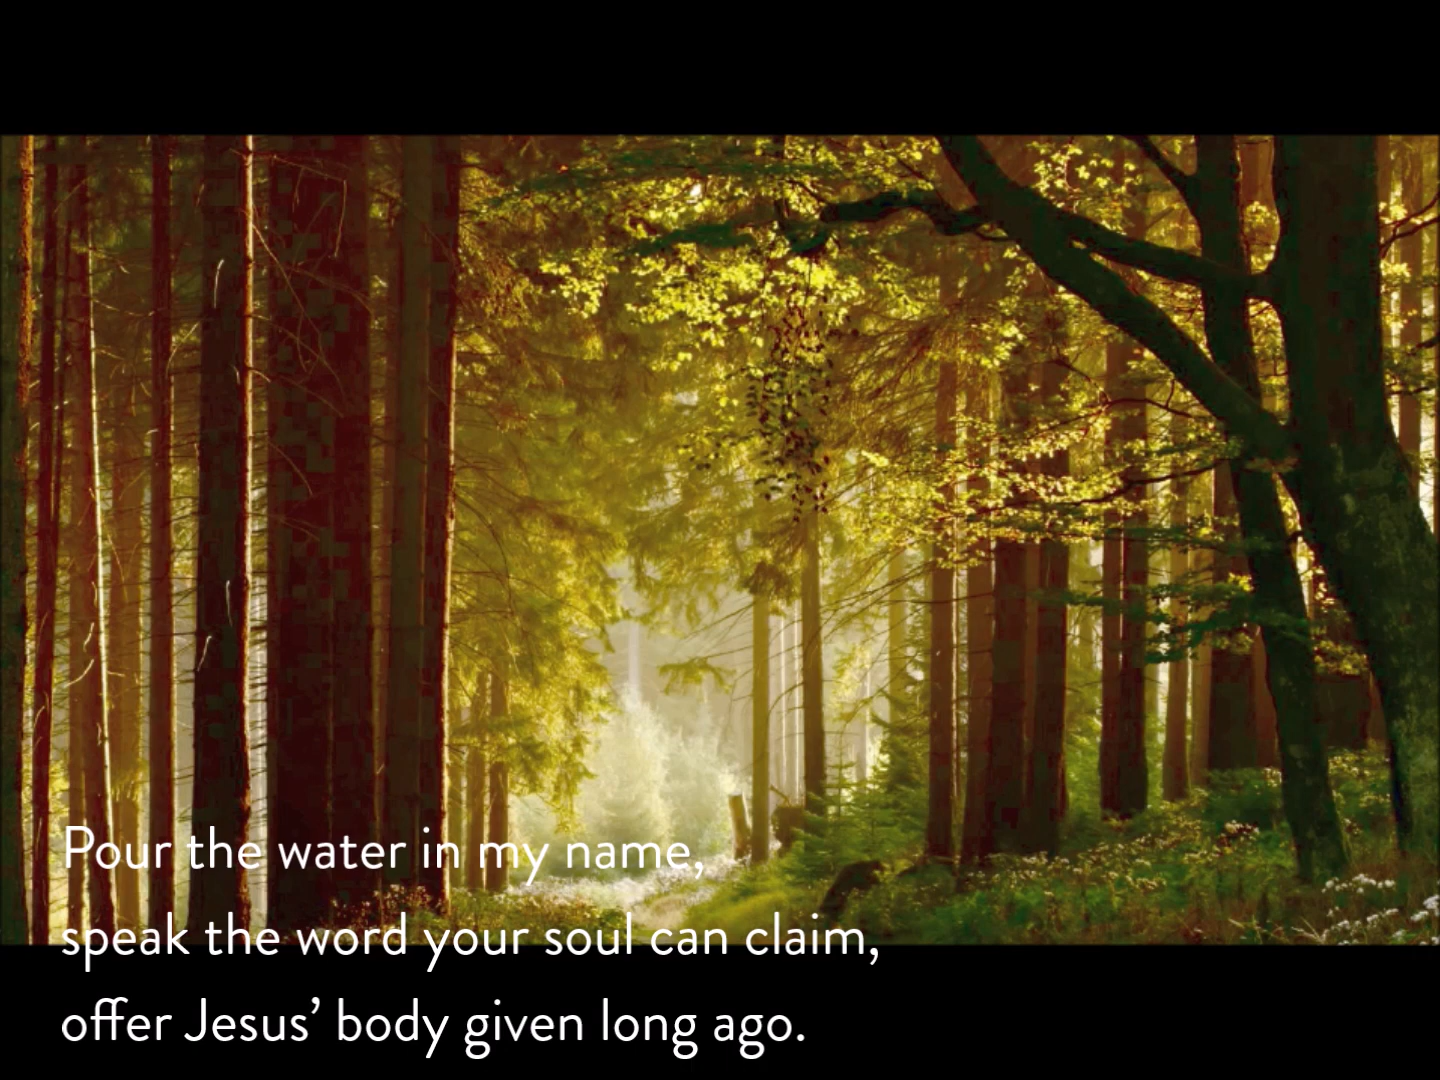 Pour the water in my name,
speak the word your soul can claim,
offer Jesus’ body given long ago.